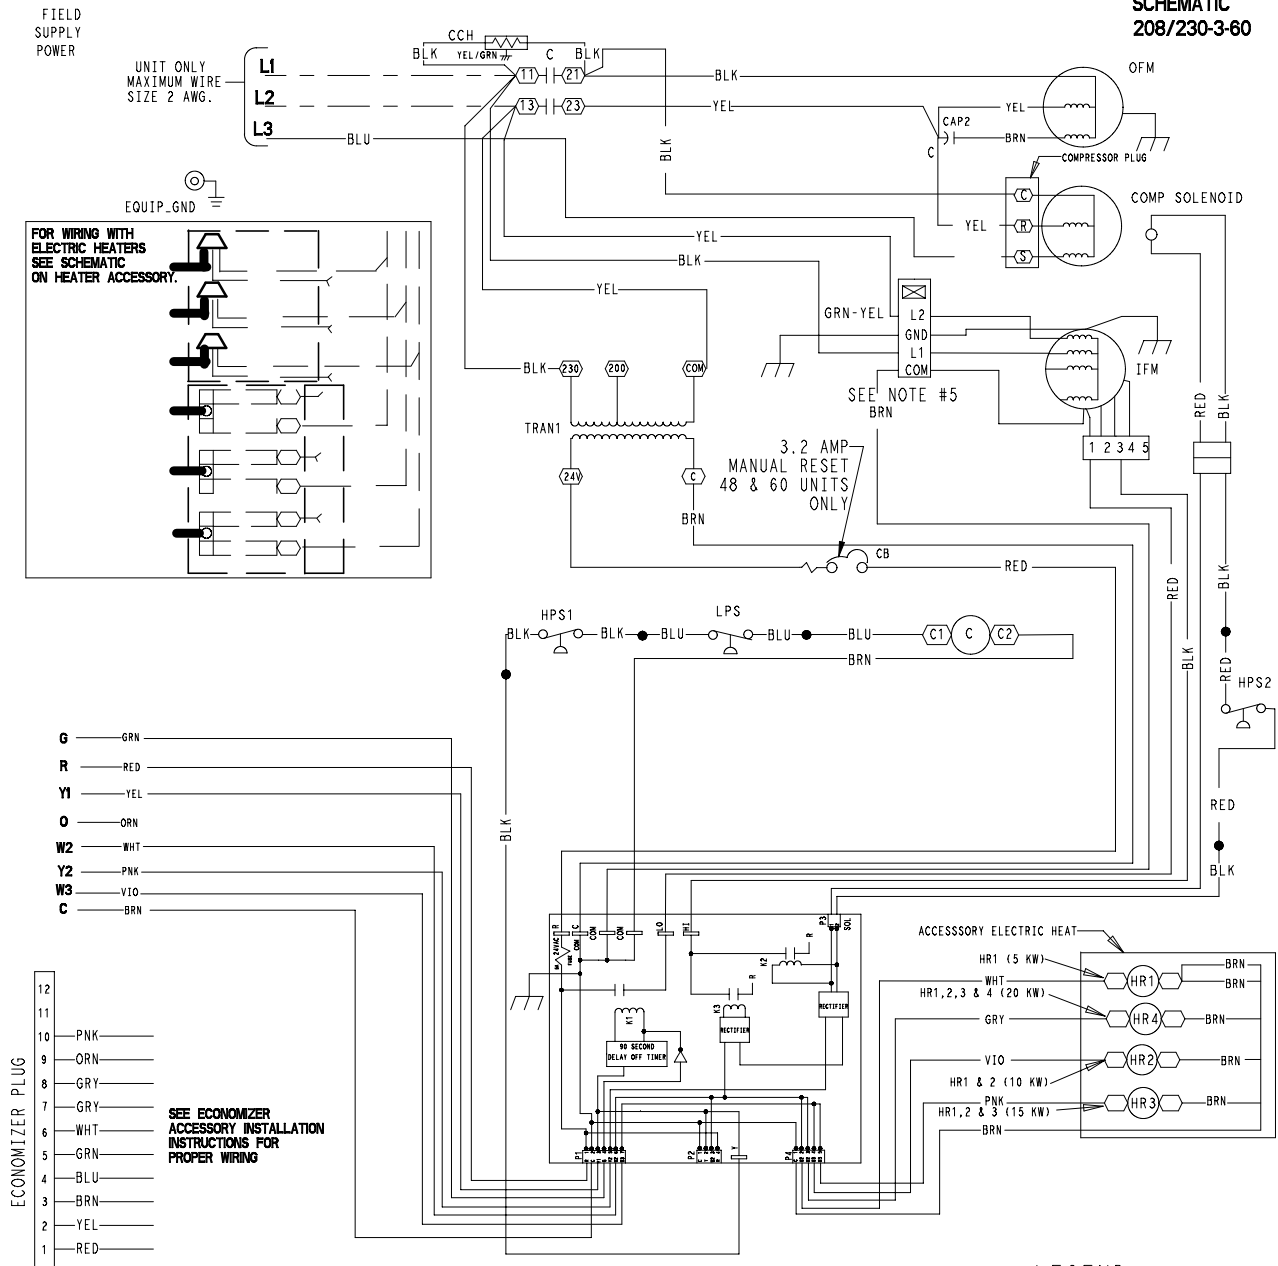 SCHEMATIC
208/230-3-60
FIELD
SUPPLY
POWER
UNIT ONLY
MAXIMUM WIRE
SIZE 2 AWG.
L1
L2
L3
BLU
CCH
BLK
YEL/GRN
C
BLK
11
21
13
23
BLK
YEL
BLK
OFM
YEL
CAP2
C
BRN
COMPRESSOR PLUG
C
R
S
YEL
COMP SOLENOID
EQUIP_GND
FOR WIRING WITH
ELECTRIC HEATERS
SEE SCHEMATIC
ON HEATER ACCESSORY.
YEL
BLK
YEL
GRN-YEL
L2
GND
L1
COM
SEE NOTE #5
BRN
IFM
1 2 3 4 5
BLK
230
200
COM
TRAN1
24V
C
BRN
3.2 AMP
MANUAL RESET
48 & 60 UNITS
ONLY
CB
RED
RED
BLK
RED
BLK
BLK
RED
HPS2
RED
BLK
HPS1
LPS
BLK
BLK
BLU
BLU
BLU
C1
C
C2
BRN
BLK
G GRN
R RED
Y1 YEL
O ORN
W2 WHT
Y2 PNK
W3 VIO
C BRN
R
C
24VAC
COM
COM
COM
LO
HI
P3
SOL
FUSE
R
K2
R
K1
K3
RECTIFIER
RECTIFIER
90 SECOND
DELAY OFF TIMER
P1
P2
Y
P4
ACCESSSORY ELECTRIC HEAT
HR1 (5 KW)
WHT
HR1
BRN
BRN
HR1,2,3 & 4 (20 KW)
GRY
HR4
BRN
VIO
HR2
BRN
HR1 & 2 (10 KW)
PNK
HR3
BRN
HR1,2 & 3 (15 KW)
BRN
ECONOMIZER PLUG
12
11
10 PNK
9 ORN
8 GRY
7 GRY
6 WHT
5 GRN
4 BLU
3 BRN
2 YEL
1 RED
SEE ECONOMIZER
ACCESSORY INSTALLATION
INSTRUCTIONS FOR
PROPER WIRING